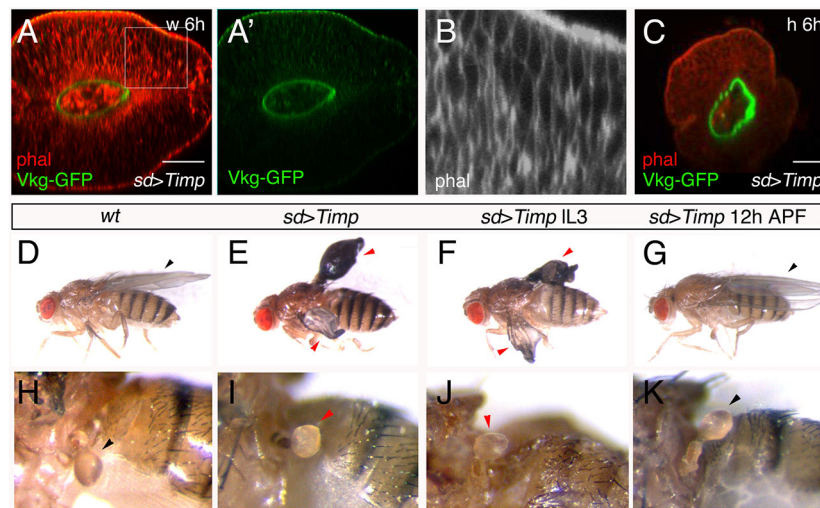 A w 6h
phal
Vkg-GFP sd>Timp
A'
Vkg-GFP
B
phal
C h 6h
phal
Vkg-GFP sd>Timp
wt sd>Timp sd>Timp IL3 sd>Timp 12h APF
D E F G
H I J K